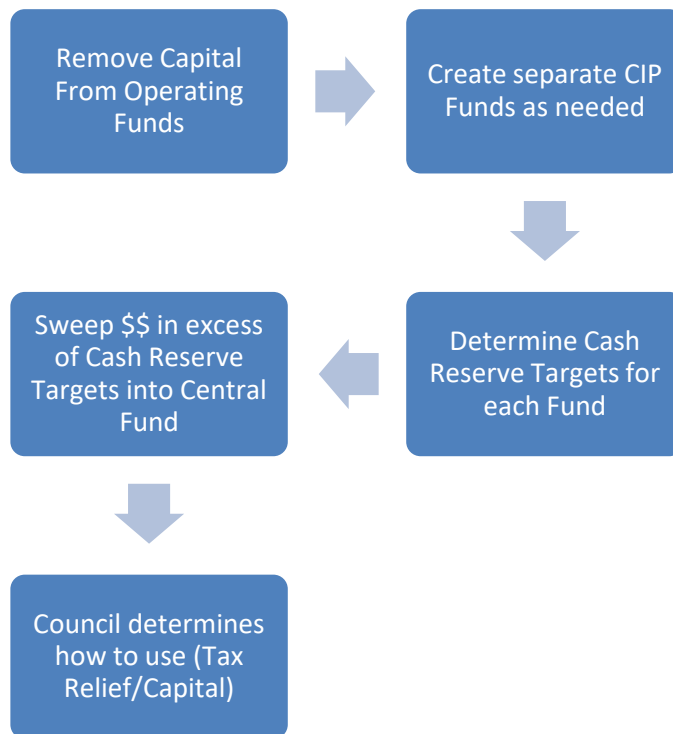 Remove Capital
From Operating
Funds
Create separate CIP
Funds as needed
Determine Cash
Reserve Targets for
each Fund
Sweep $$ in excess
of Cash Reserve
Targets into Central
Fund
Council determines
how to use (Tax
Relief/Capital)